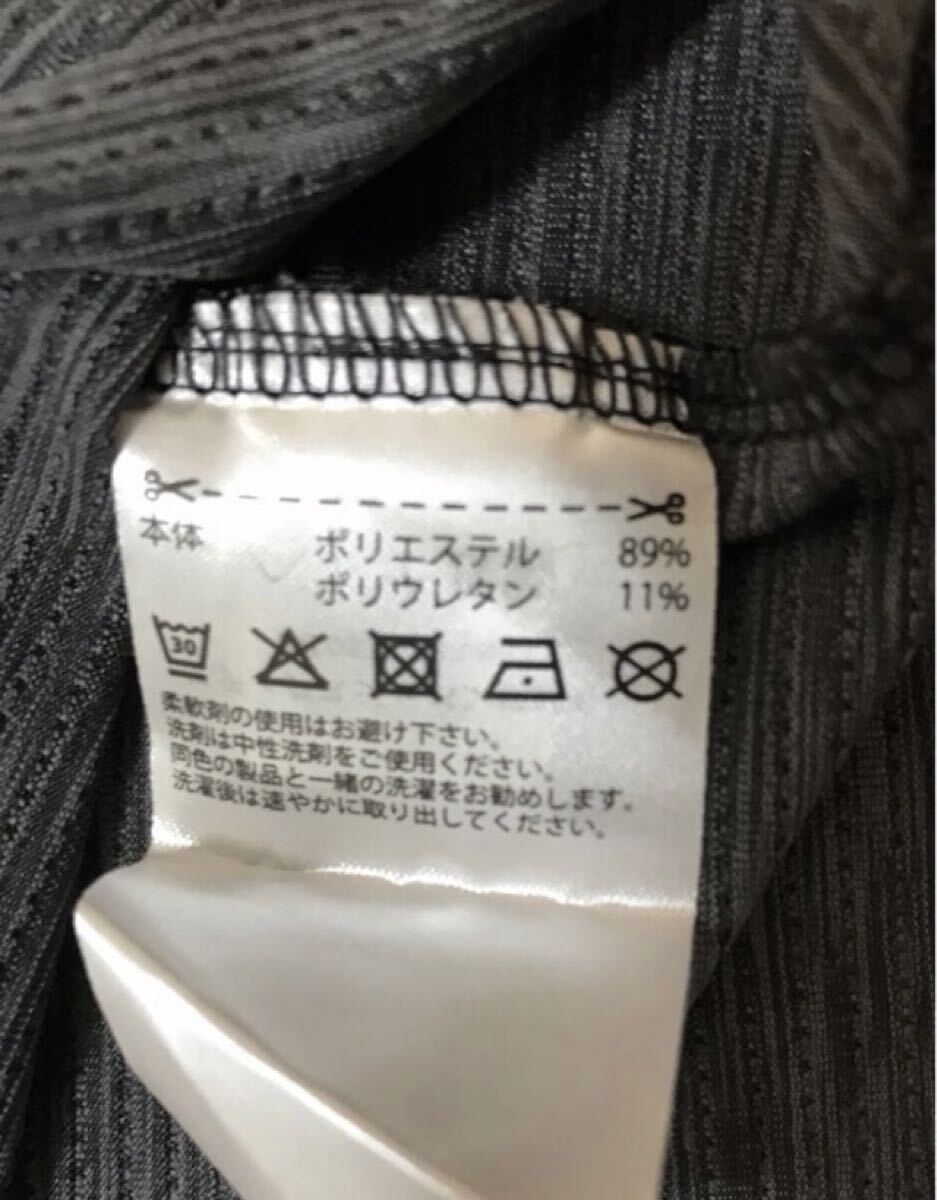 本体 ポリエステル 89%
ポリウレタン 11%
30
柔軟剤の使用はお避け下さい。
洗剤は中性洗剤をご使用ください。
同色の製品と一緒の洗濯をお勧めします。
洗濯後は速やかに取り出してください。